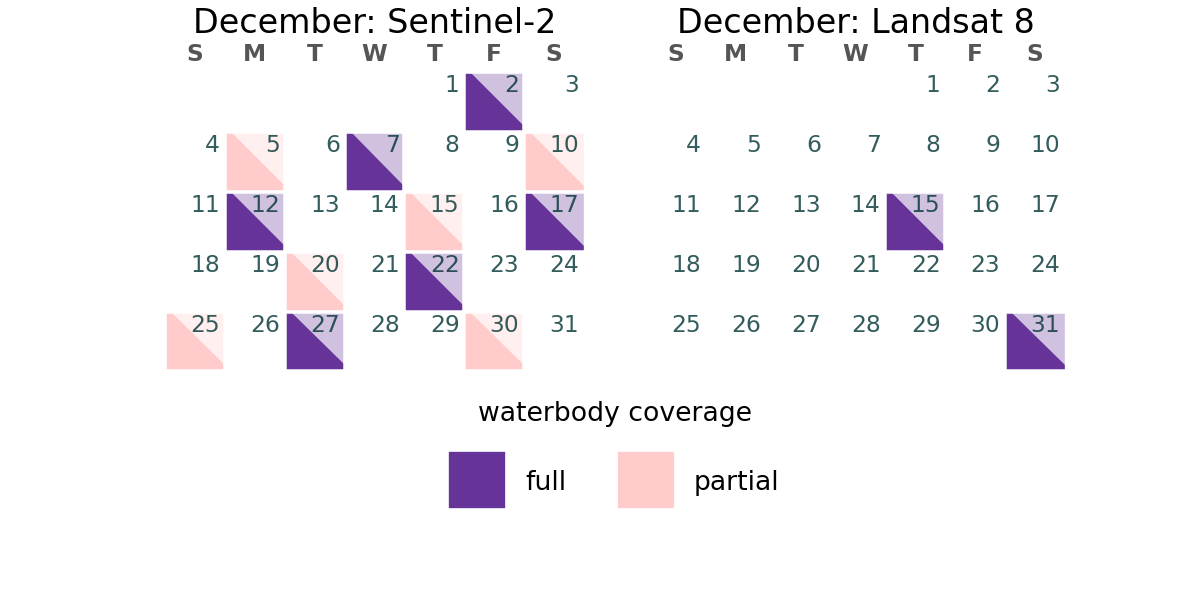 December: Sentinel-2
S M T W T F S
1 2 3
4 5 6 7 8 9 10
11 12 13 14 15 16 17
18 19 20 21 22 23 24
25 26 27 28 29 30 31
December: Landsat 8
S M T W T F S
1 2 3
4 5 6 7 8 9 10
11 12 13 14 15 16 17
18 19 20 21 22 23 24
25 26 27 28 29 30 31
waterbody coverage
full partial